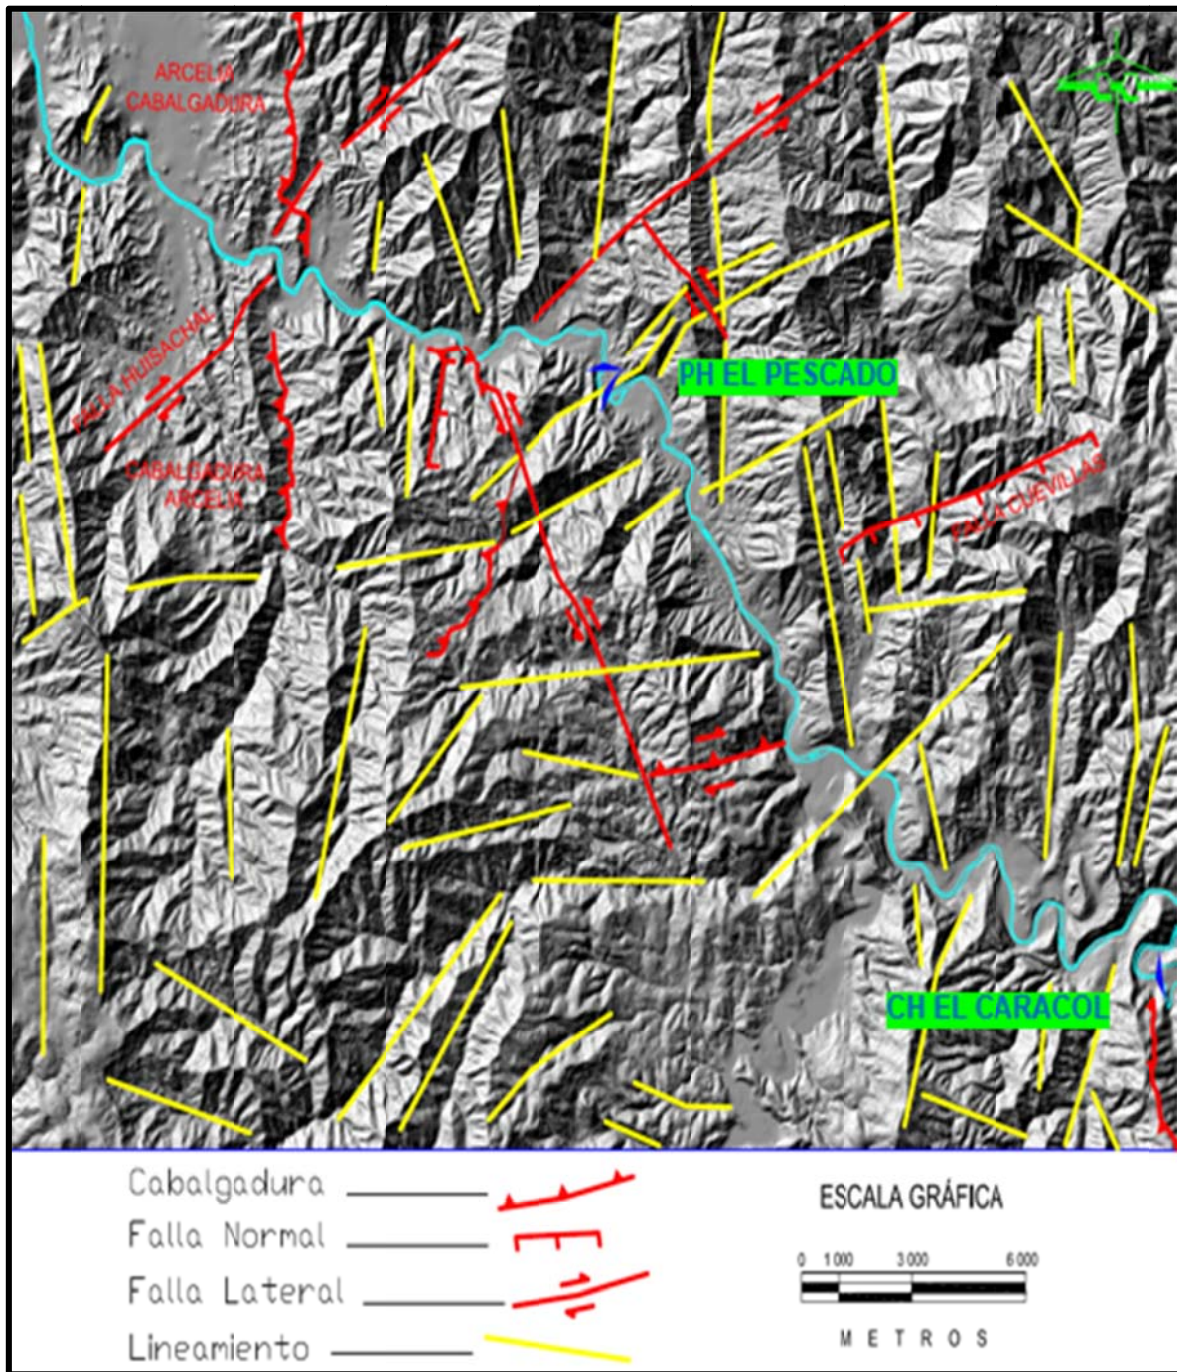 ARCELIA
CABALGADURA
FALLA HUISACHAL
PH EL PESCADO
CABALGADURA
ARCELIA
FALLA CUEVILLAS
CH EL CARACOL
Cabalgadura
Falla Normal
Falla Lateral
Lineamiento
ESCALA GRÁFICA
0 1 000 3 000 6 000
METROS